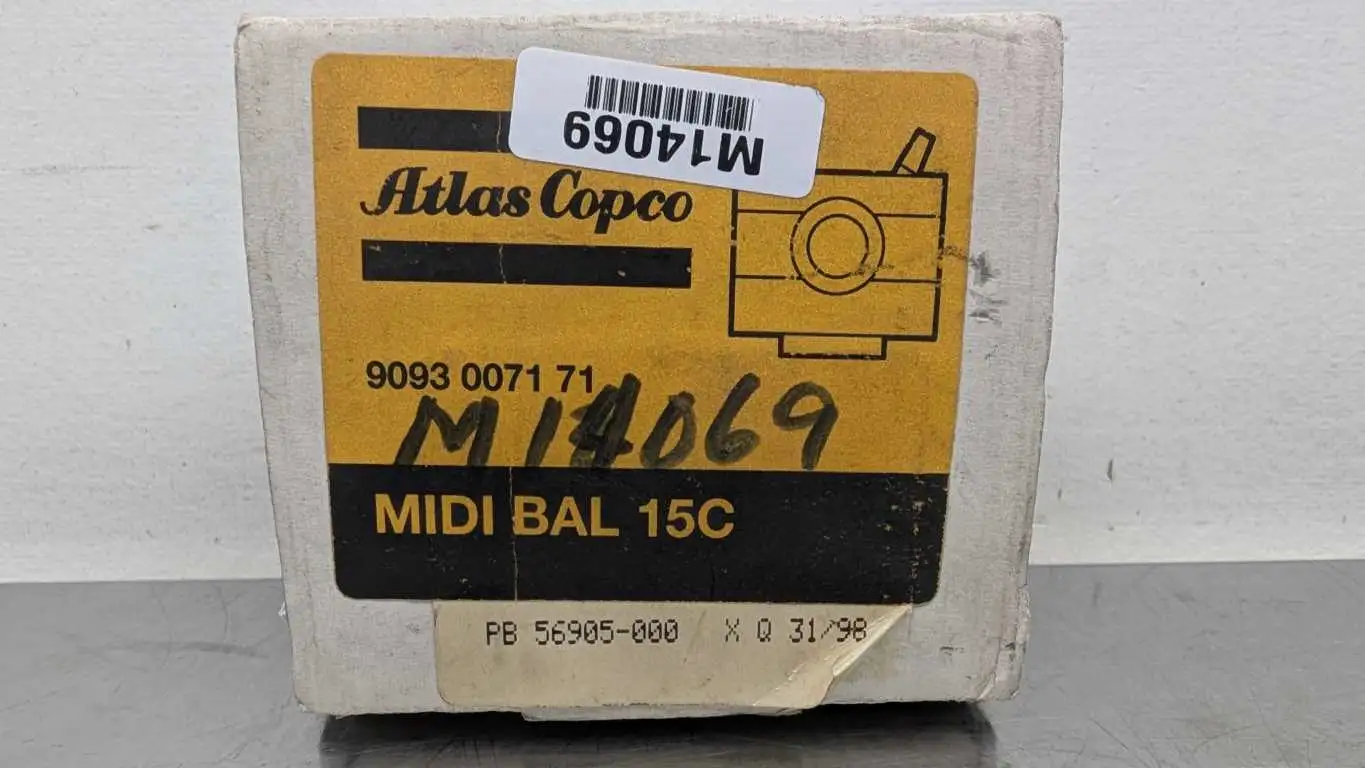 M14069
Atlas Copco
9093 0071 71
M14069
MIDI BAL 15C
PB 56905-000 X Q 31/98